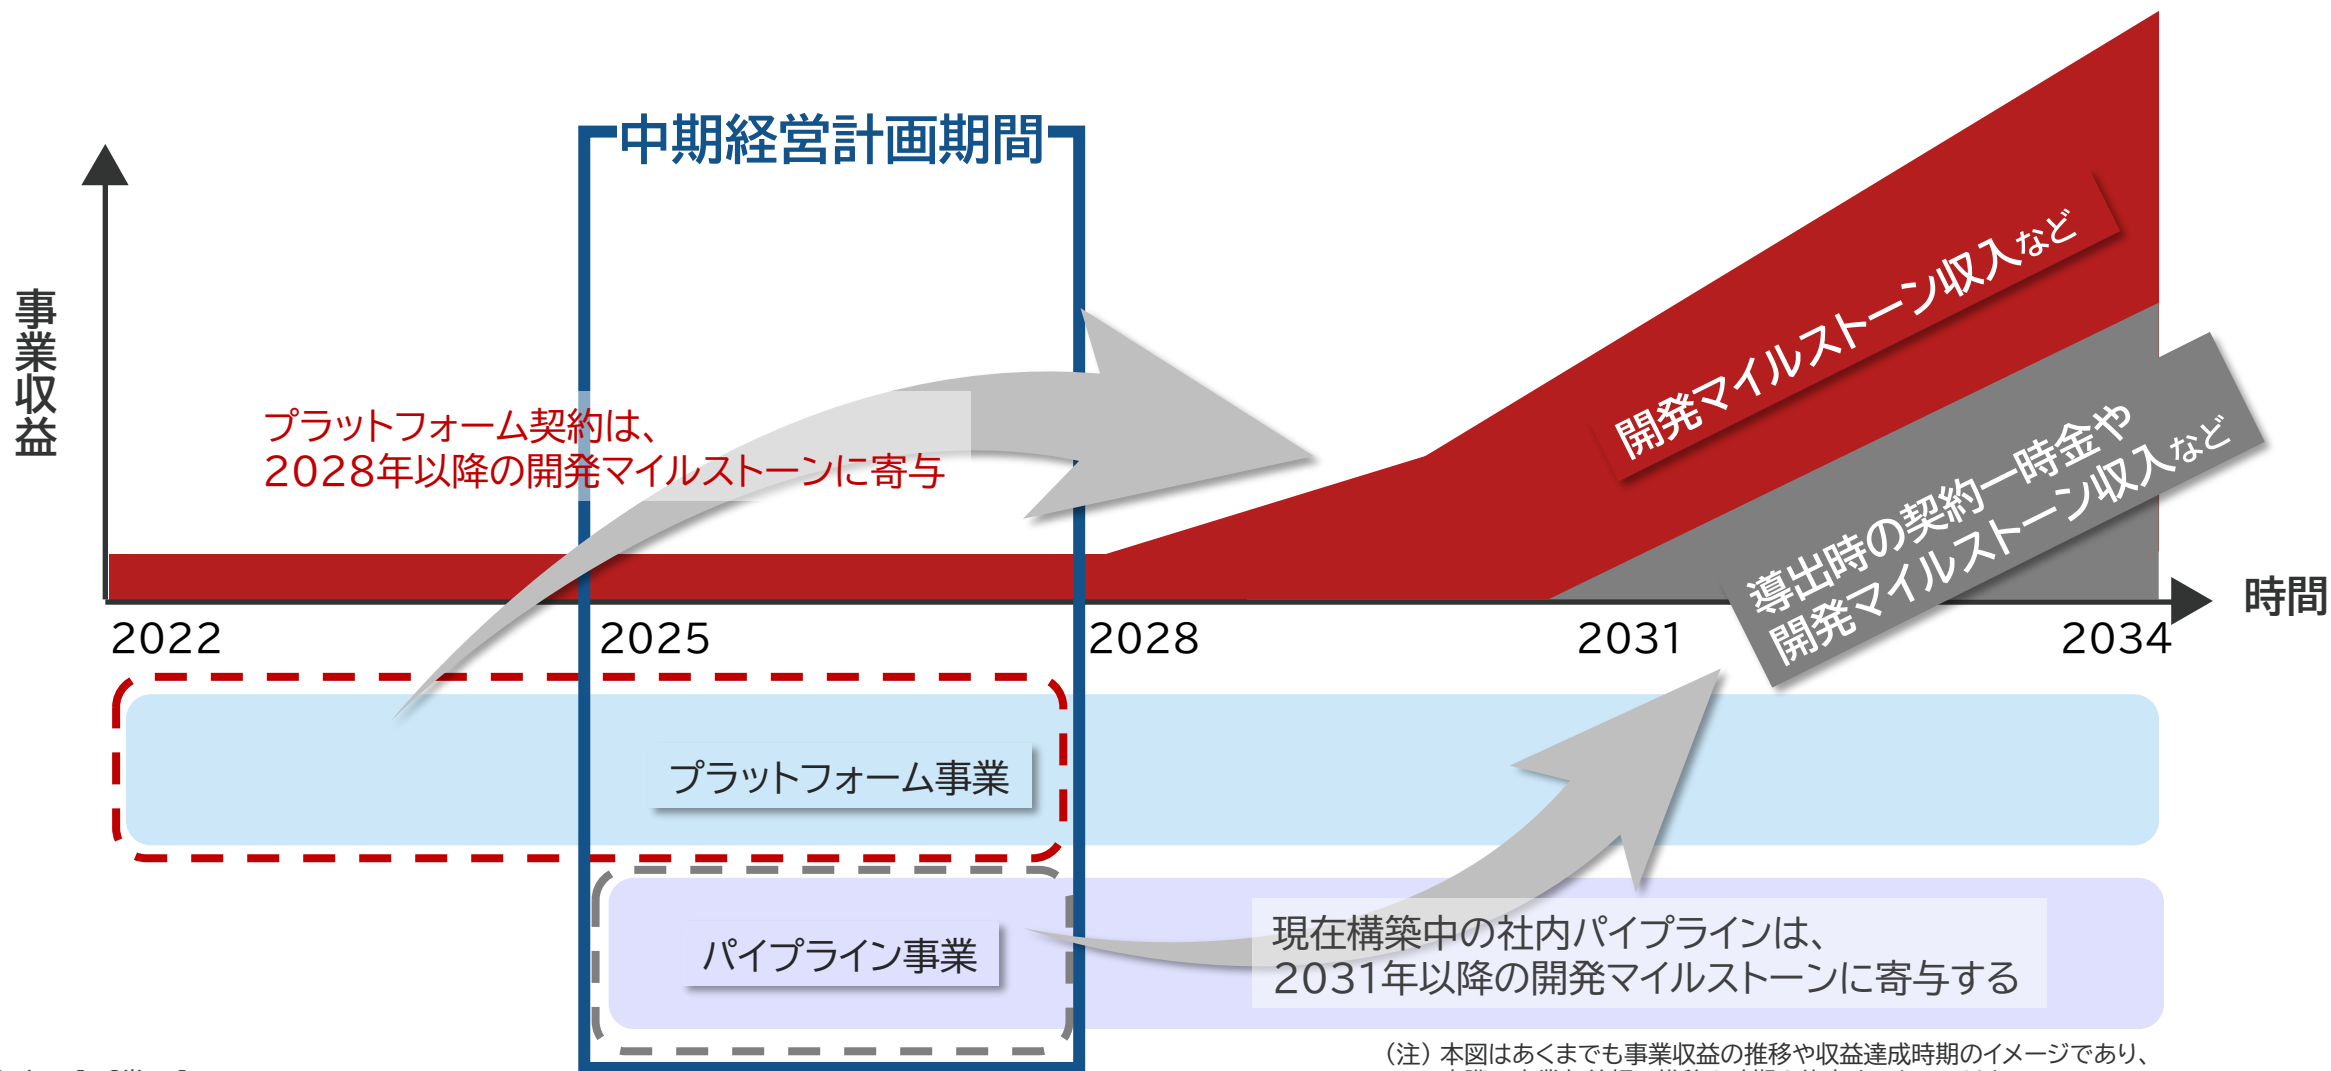 中期経営計画期間
事業収益
プラットフォーム契約は、
2028年以降の開発マイルストーンに寄与
開発マイルストーン収入など
導出時の契約一時金や
開発マイルストーン収入など
時間
2022
2025
2028
2031
2034
プラットフォーム事業
パイプライン事業
現在構築中の社内パイプラインは、
2031年以降の開発マイルストーンに寄与する
(注) 本図はあくまでも事業収益の推移や収益達成時期のイメージであり、